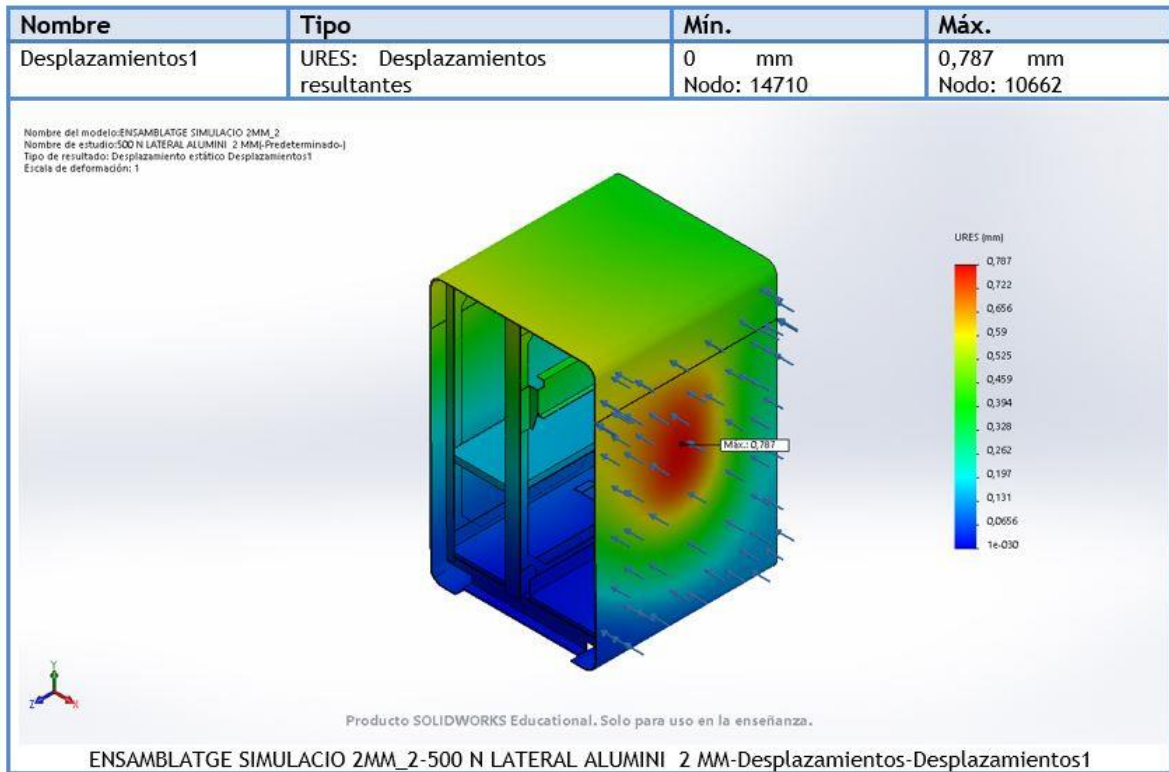 Nombre Tipo Mín. Máx.
Desplazamientos1 URES: Desplazamientos resultantes 0 mm Nodo: 14710 0,787 mm Nodo: 10662
Nombre del modelo:ENSAMBLATGE SIMULACIO 2MM_2
Nombre de estudio:500 N LATERAL ALUMINI 2 MM(-Predeterminado-)
Tipo de resultado: Desplazamiento estático Desplazamientos1
Escala de deformación: 1
URES (mm)
0,787
0,722
0,656
0,59
0,525
0,459
0,394
0,328
0,262
0,197
0,131
0,0656
1e-030
Máx.: 0,787
Y
Z
X
Producto SOLIDWORKS Educational. Solo para uso en la enseñanza.
ENSAMBLATGE SIMULACIO 2MM_2-500 N LATERAL ALUMINI 2 MM-Desplazamientos-Desplazamientos1